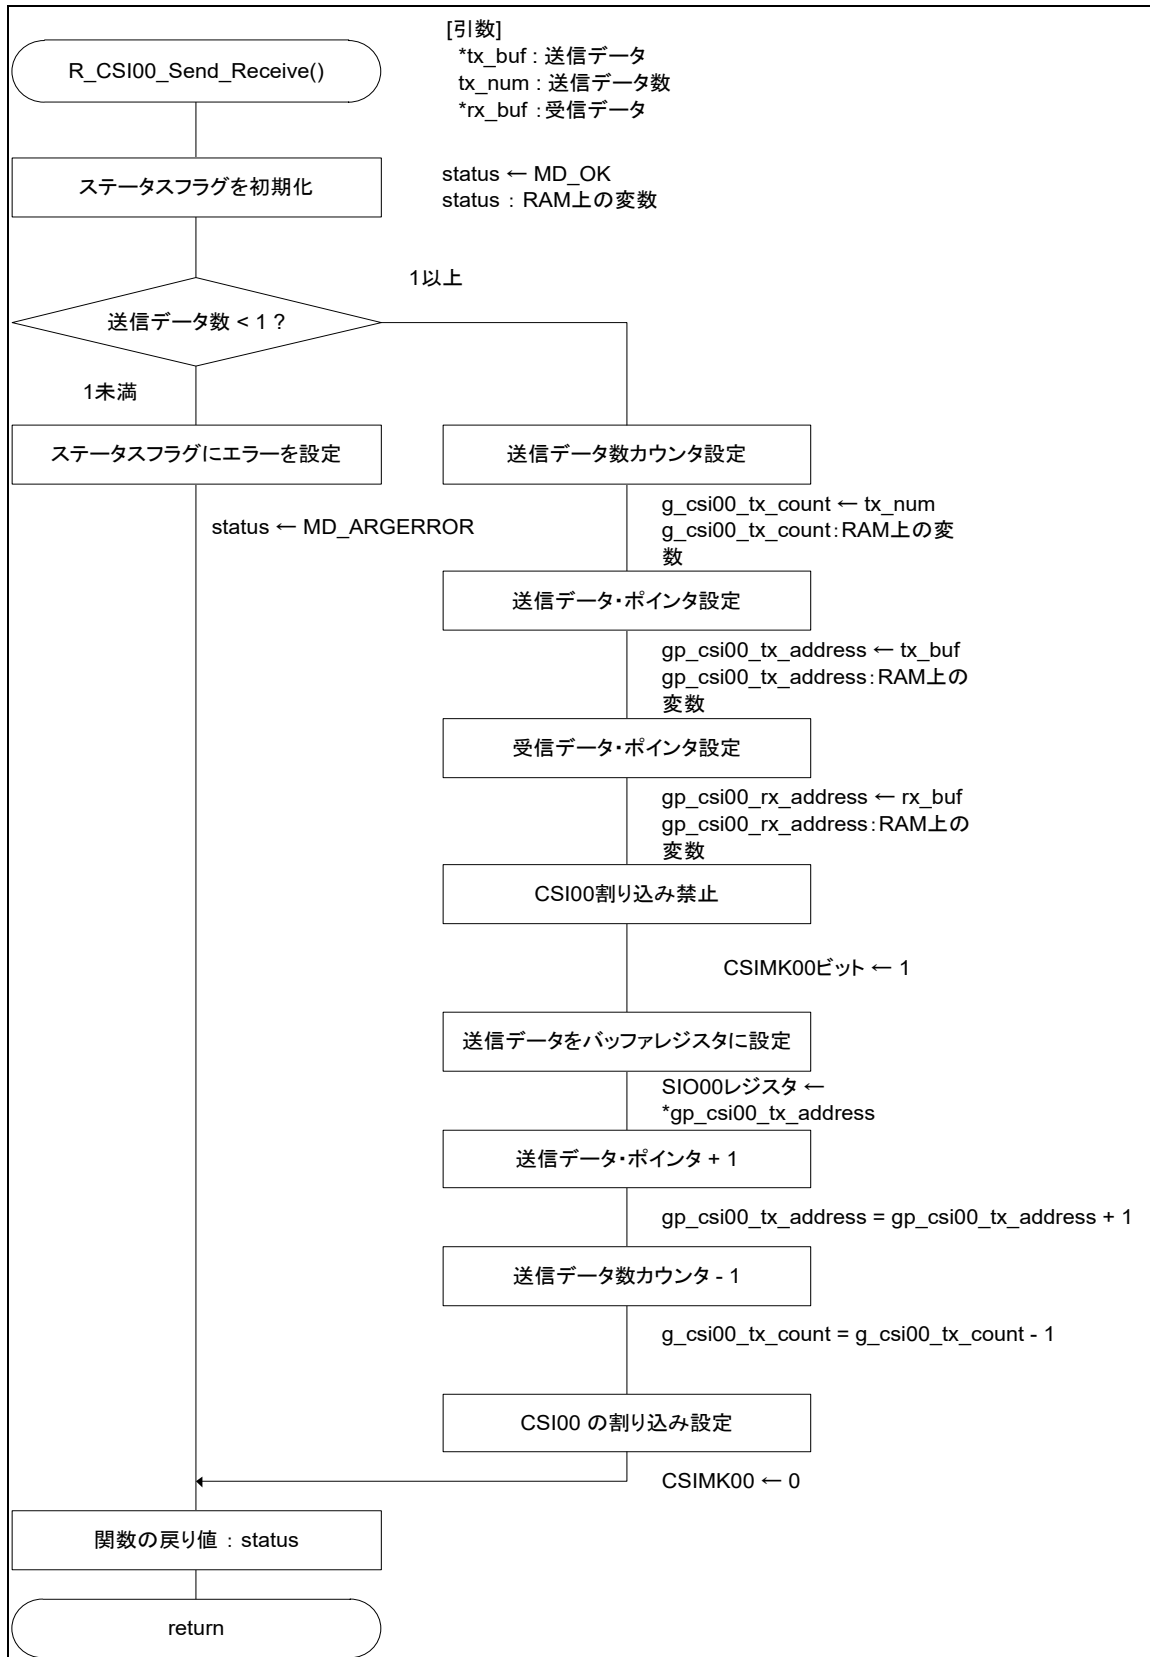 [引数]
*tx_buf : 送信データ
tx_num : 送信データ数
*rx_buf : 受信データ
R_CSI00_Send_Receive()
ステータスフラグを初期化
status ← MD_OK
status : RAM上の変数
送信データ数 < 1 ?
1以上
1未満
ステータスフラグにエラーを設定
status ← MD_ARGERROR
送信データ数カウンタ設定
g_csi00_tx_count ← tx_num
g_csi00_tx_count:RAM上の変
数
送信データ・ポインタ設定
gp_csi00_tx_address ← tx_buf
gp_csi00_tx_address:RAM上の
変数
受信データ・ポインタ設定
gp_csi00_rx_address ← rx_buf
gp_csi00_rx_address:RAM上の
変数
CSI00割り込み禁止
CSIMK00ビット ← 1
送信データをバッファレジスタに設定
SIO00レジスタ ←
*gp_csi00_tx_address
送信データ・ポインタ + 1
gp_csi00_tx_address = gp_csi00_tx_address + 1
送信データ数カウンタ - 1
g_csi00_tx_count = g_csi00_tx_count - 1
CSI00 の割り込み設定
CSIMK00 ← 0
関数の戻り値 : status
return